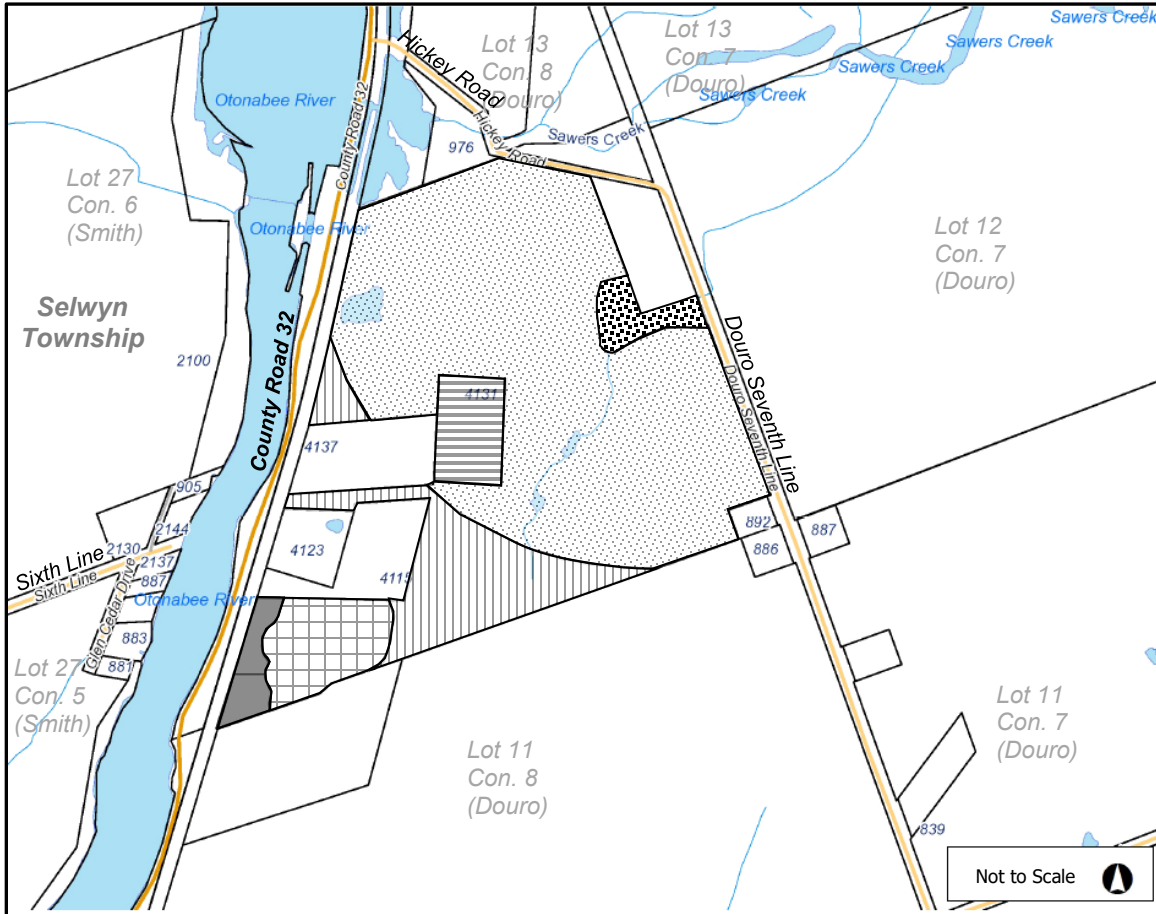 Sawers Creek
Lot 13
Con. 8
(Douro)
Lot 13
Con. 7
(Douro)
Sawers Creek
Sawers Creek
Sawers Creek
Hickey Road
Otonabee River
County Road 32
Hickey Road
Sawers Creek
976
Lot 27
Con. 6
(Smith)
Otonabee River
Lot 12
Con. 7
(Douro)
Selwyn
Township
2100
County Road 32
Douro Seventh Line
Douro Seventh Line
4131
4137
905
2144
2130
2137
887
Sixth Line
Sixth Line
Glen Cedar Drive
Otonabee River
4123
4115
892
886
887
883
881
Lot 27
Con. 5
(Smith)
Lot 11
Con. 8
(Douro)
Lot 11
Con. 7
(Douro)
839
Not to Scale